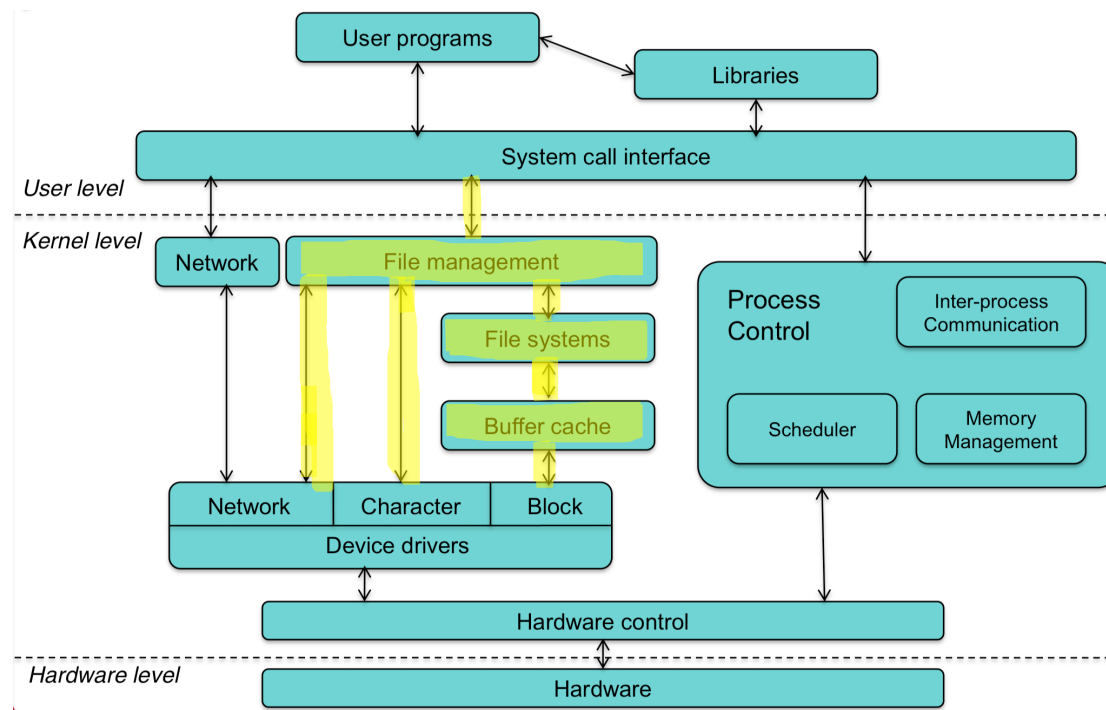 User programs
Libraries
System call interface
User level
Kernel level
Network
File management
Process
Control
Inter-process
Communication
File systems
Scheduler
Memory
Management
Buffer cache
Network
Character
Block
Device drivers
Hardware control
Hardware level
Hardware